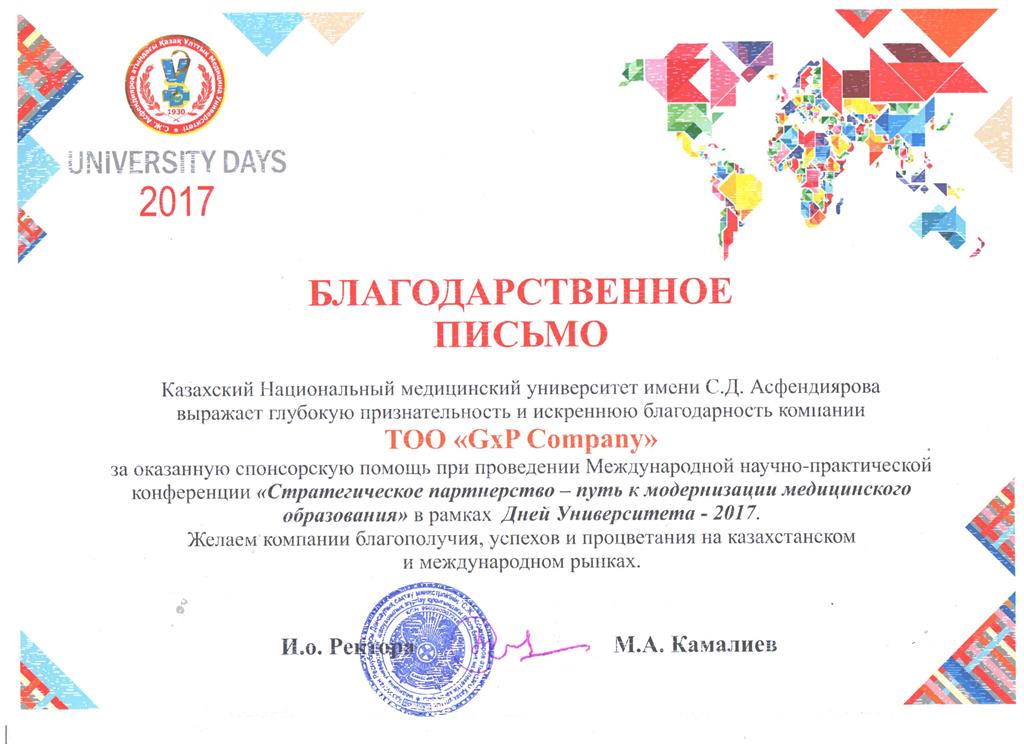 С.Ж. Асфендияров атындағы Қазақ Ұлттық Медицина Университеті
1930
UNIVERSITY DAYS
2017
БЛАГОДАРСТВЕННОЕ
ПИСЬМО
Казахский Национальный медицинский университет имени С.Д. Асфендиярова
выражает глубокую признательность и искреннюю благодарность компании
ТОО «GxP Company»
за оказанную спонсорскую помощь при проведении Международной научно-практической
конференции «Стратегическое партнерство – путь к модернизации медицинского
образования» в рамках Дней Университета - 2017.
Желаем компании благополучия, успехов и процветания на казахстанском
и международном рынках.
И.о. Ректора М.А. Камалиев